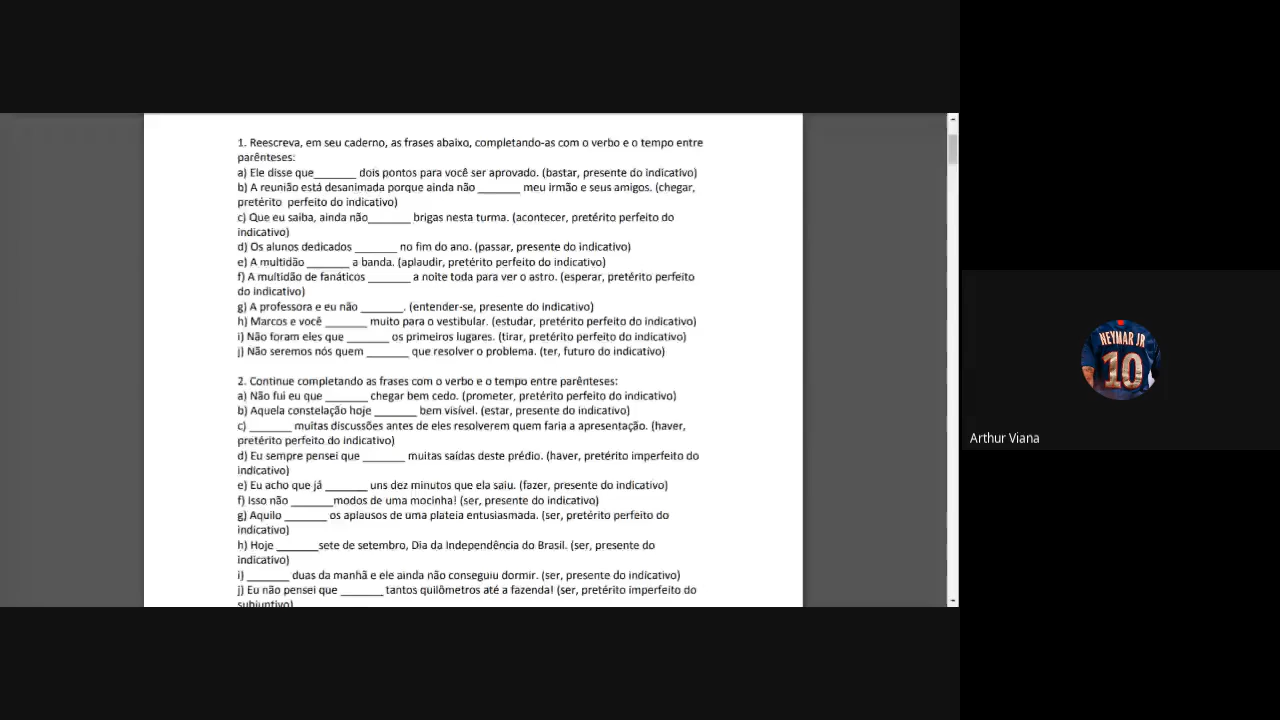 1. Reescreva, em seu caderno, as frases abaixo, completando-as com o verbo e o tempo entre
parênteses:
a) Ele disse que_______ dois pontos para você ser aprovado. (bastar, presente do indicativo)
b) A reunião está desanimada porque ainda não _______ meu irmão e seus amigos. (chegar,
pretérito perfeito do indicativo)
c) Que eu saiba, ainda não_______ brigas nesta turma. (acontecer, pretérito perfeito do
indicativo)
d) Os alunos dedicados _______ no fim do ano. (passar, presente do indicativo)
e) A multidão _______ a banda. (aplaudir, pretérito perfeito do indicativo)
f) A multidão de fanáticos _______ a noite toda para ver o astro. (esperar, pretérito perfeito
do indicativo)
g) A professora e eu não _______. (entender-se, presente do indicativo)
h) Marcos e você _______ muito para o vestibular. (estudar, pretérito perfeito do indicativo)
i) Não foram eles que _______ os primeiros lugares. (tirar, pretérito perfeito do indicativo)
j) Não seremos nós quem _______ que resolver o problema. (ter, futuro do indicativo)
2. Continue completando as frases com o verbo e o tempo entre parênteses:
a) Não fui eu que _______ chegar bem cedo. (prometer, pretérito perfeito do indicativo)
b) Aquela constelação hoje _______ bem visível. (estar, presente do indicativo)
c) _______ muitas discussões antes de eles resolverem quem faria a apresentação. (haver,
pretérito perfeito do indicativo)
d) Eu sempre pensei que _______ muitas saídas deste prédio. (haver, pretérito imperfeito do
indicativo)
e) Eu acho que já _______ uns dez minutos que ela saiu. (fazer, presente do indicativo)
f) Isso não _______modos de uma mocinha! (ser, presente do indicativo)
g) Aquilo _______ os aplausos de uma plateia entusiasmada. (ser, pretérito perfeito do
indicativo)
h) Hoje _______sete de setembro, Dia da Independência do Brasil. (ser, presente do
indicativo)
i) _______ duas da manhã e ele ainda não conseguiu dormir. (ser, presente do indicativo)
j) Eu não pensei que _______ tantos quilômetros até a fazenda! (ser, pretérito imperfeito do
subjuntivo)
NEYMAR JR
10
Arthur Viana